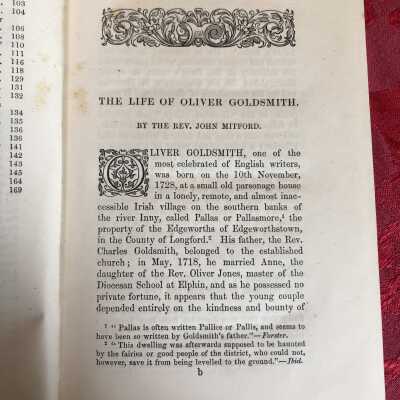 103
104
106
108
110
111
123
125
132
134
135
136
141
142
143
145
164
169
THE LIFE OF OLIVER GOLDSMITH.
BY THE REV. JOHN MITFORD.
OLIVER GOLDSMITH, one of the
most celebrated of English writers,
was born on the 10th November,
1728, at a small old parsonage house
in a lonely, remote, and almost inac-
cessible Irish village on the southern banks of
the river Inny, called Pallas or Pallasmore,¹ the
property of the Edgeworths of Edgeworthstown,
in the County of Longford.² His father, the Rev.
Charles Goldsmith, belonged to the established
church; in May, 1718, he married Anne, the
daughter of the Rev. Oliver Jones, master of the
Diocesan School at Elphin, and as he possessed no
private fortune, it appears that the young couple
depended entirely on the kindness and bounty of
¹ "Pallas is often written Pallice or Pallis, and seems to
have been so written by Goldsmith's father."—Forster.
² "This dwelling was afterwards supposed to be haunted
by the fairies or good people of the district, who could not,
however, save it from being levelled to the ground."—Ibid.
b